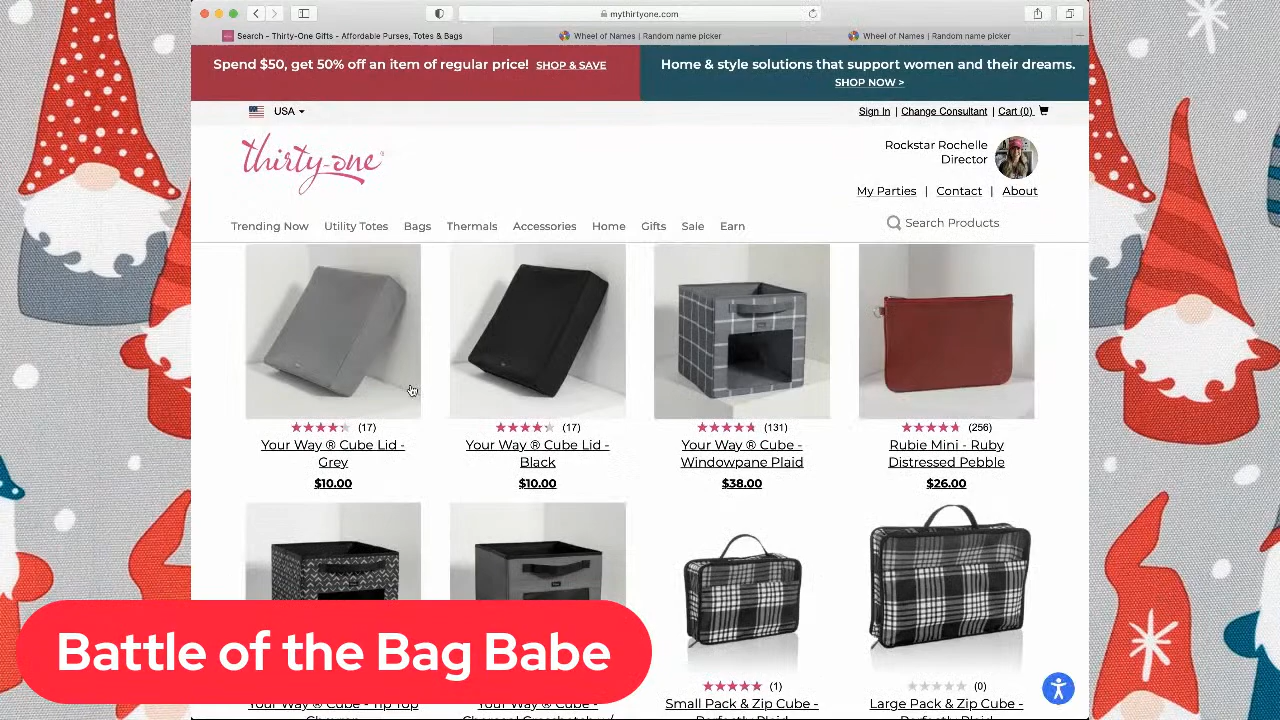 mythirtyone.com
Search - Thirty-One Gifts - Affordable Purses, Totes & Bags
Wheel of Names | Random name picker
Wheel of Names | Random name picker
Spend $50, get 50% off an item of regular price! SHOP & SAVE
Home & style solutions that support women and their dreams.
SHOP NOW >
USA
Sign In | Change Consultant | Cart (0)
thirty-one
Rockstar Rochelle
Director
My Parties | Contact | About
Trending Now Utility Totes Bags Thermals Accessories Home Gifts Sale Earn
Search Products
(17)
Your Way ® Cube Lid -
Grey
$10.00
(17)
Your Way ® Cube Lid -
Black
$10.00
(131)
Your Way ® Cube -
Windowpane Plaid
$38.00
Rubie Mini - Ruby
Distressed Pebble
$26.00
(1)
Small Pack & Zip Cube -
(0)
Large Pack & Zip Cube -
Battle of the Bag Babe